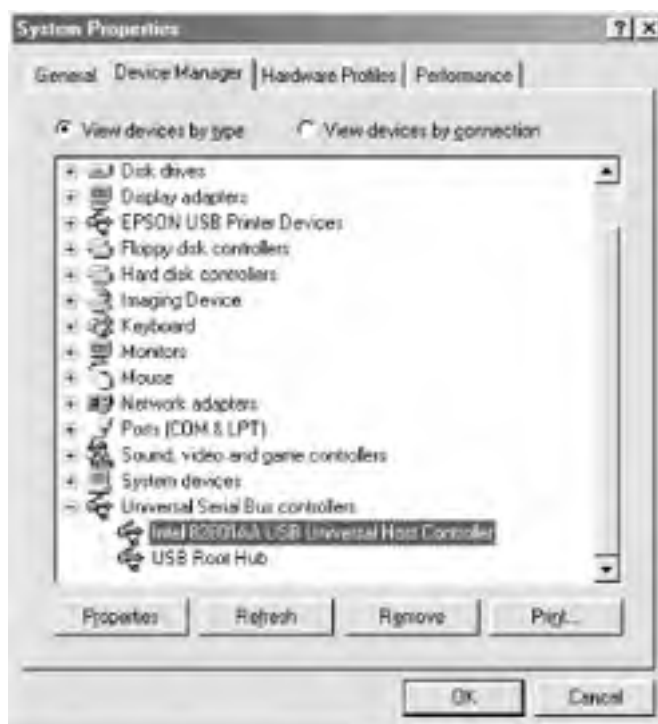 System Properties
General Device Manager Hardware Profiles Performance
View devices by type View devices by connection
Disk drives
Display adapters
EPSON USB Printer Devices
Floppy disk controllers
Hard disk controllers
Imaging Device
Keyboard
Monitors
Mouse
Network adapters
Ports (COM & LPT)
Sound, video and game controllers
System devices
Universal Serial Bus controllers
Intel 82801AA USB Universal Host Controller
USB Root Hub
Properties Refresh Remove Print...
OK Cancel